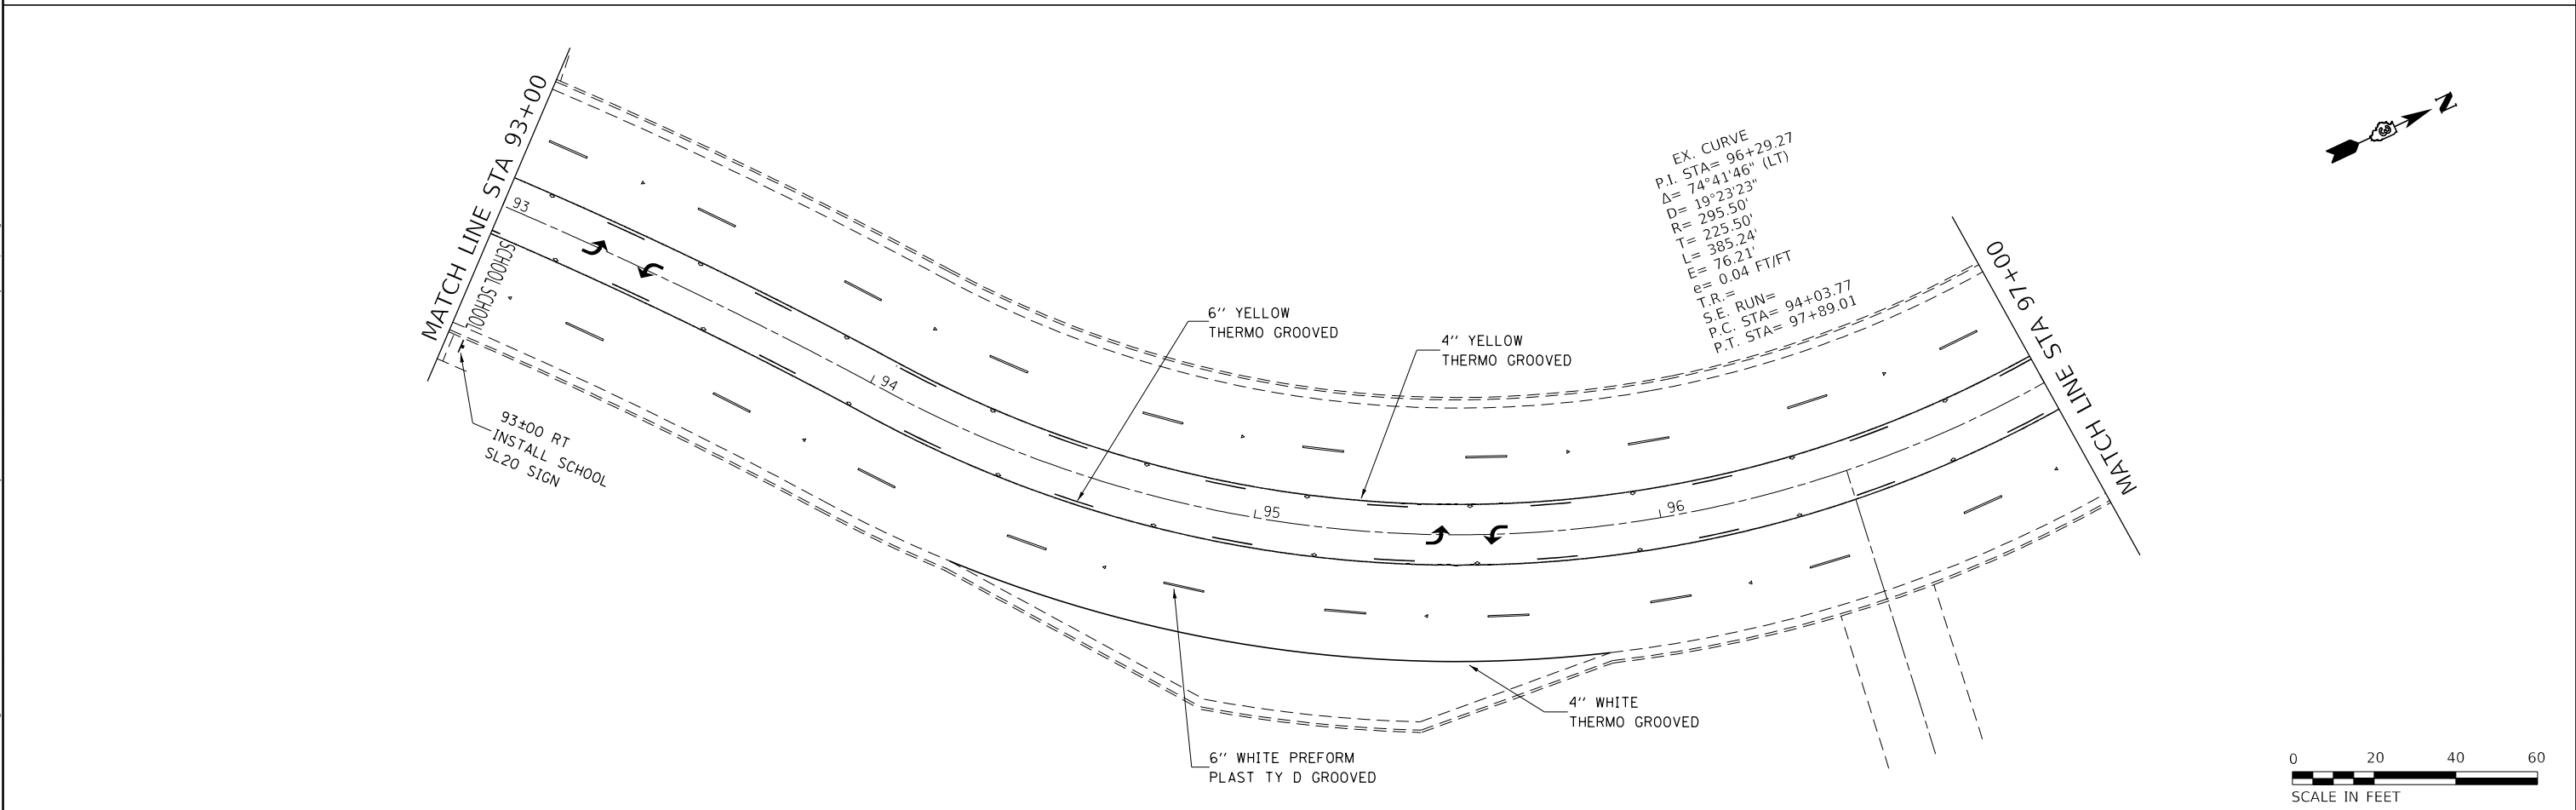 MATCH LINE STA 93+00
93
SCHOOL SCHOOL
93±00 RT
INSTALL SCHOOL
SL20 SIGN
94
6'' YELLOW
THERMO GROOVED
4'' YELLOW
THERMO GROOVED
95
96
EX. CURVE
P.I. STA= 96+29.27
Δ= 74°41'46" (LT)
D= 19°23'23"
R= 295.50'
T= 225.50'
L= 385.24'
E= 76.21'
e= 0.04 FT/FT
T.R.=
S.E. RUN=
P.C. STA= 94+03.77
P.T. STA= 97+89.01
MATCH LINE STA 97+00
N
3
4'' WHITE
THERMO GROOVED
6'' WHITE PREFORM
PLAST TY D GROOVED
0 20 40 60
SCALE IN FEET